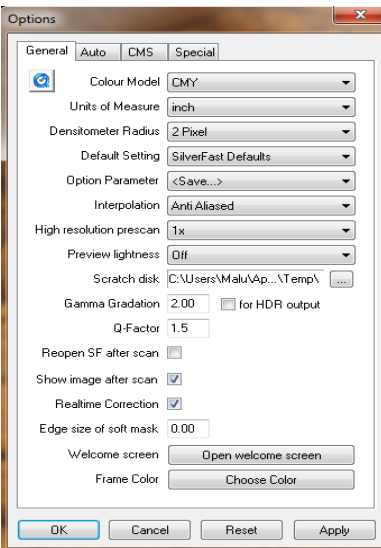 Options
General Auto CMS Special
Colour Model CMY
Units of Measure inch
Densitometer Radius 2 Pixel
Default Setting SilverFast Defaults
Option Parameter <Save...>
Interpolation Anti Aliased
High resolution prescan 1x
Preview lightness Off
Scratch disk C:\Users\Malu\Ap...\Temp\ ...
Gamma Gradation 2.00 for HDR output
Q-Factor 1.5
Reopen SF after scan
Show image after scan
Realtime Correction
Edge size of soft mask 0.00
Welcome screen Open welcome screen
Frame Color Choose Color
OK Cancel Reset Apply